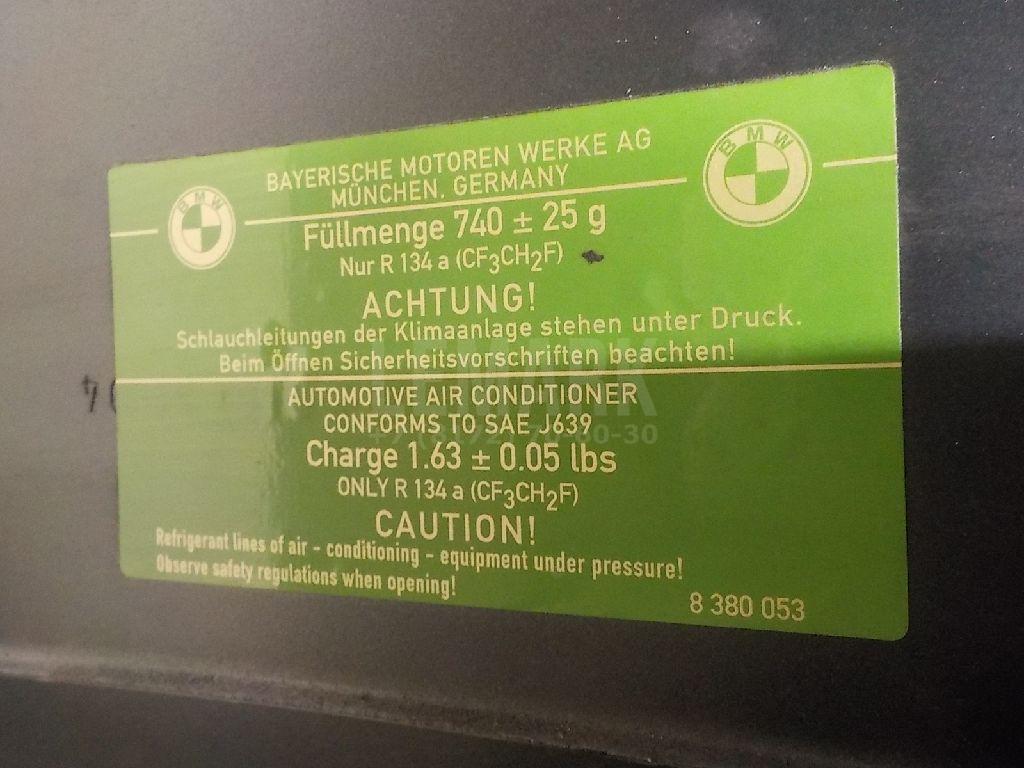 BAYERISCHE MOTOREN WERKE AG
MÜNCHEN, GERMANY
BMW
BMW
Füllmenge 740 ± 25 g
Nur R 134 a (CF₃CH₂F)
ACHTUNG!
Schlauchleitungen der Klimaanlage stehen unter Druck.
Beim Öffnen Sicherheitsvorschriften beachten!
AUTOMOTIVE AIR CONDITIONER
CONFORMS TO SAE J639
Charge 1.63 ± 0.05 lbs
ONLY R 134 a (CF₃CH₂F)
CAUTION!
Refrigerant lines of air - conditioning - equipment under pressure!
Observe safety regulations when opening!
8 380 053